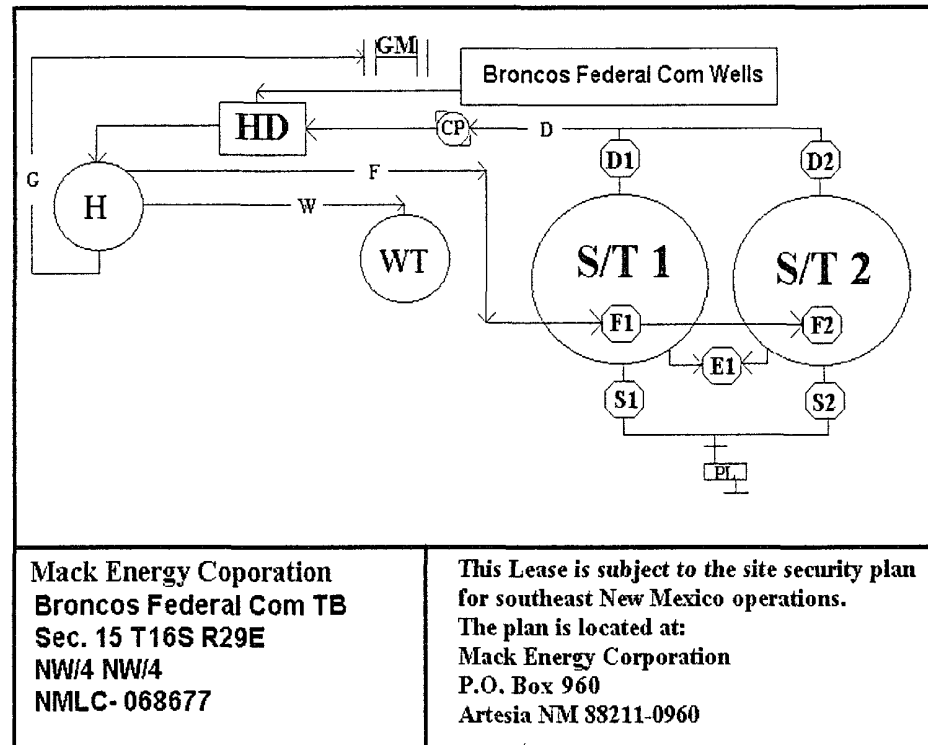 GM
Broncos Federal Com Wells
HD
CP
D
D1
D2
G
F
H
W
WT
S/T 1
S/T 2
F1
F2
E1
S1
S2
PL
Mack Energy Coporation
Broncos Federal Com TB
Sec. 15 T16S R29E
NW/4 NW/4
NMLC- 068677
This Lease is subject to the site security plan
for southeast New Mexico operations.
The plan is located at:
Mack Energy Corporation
P.O. Box 960
Artesia NM 88211-0960